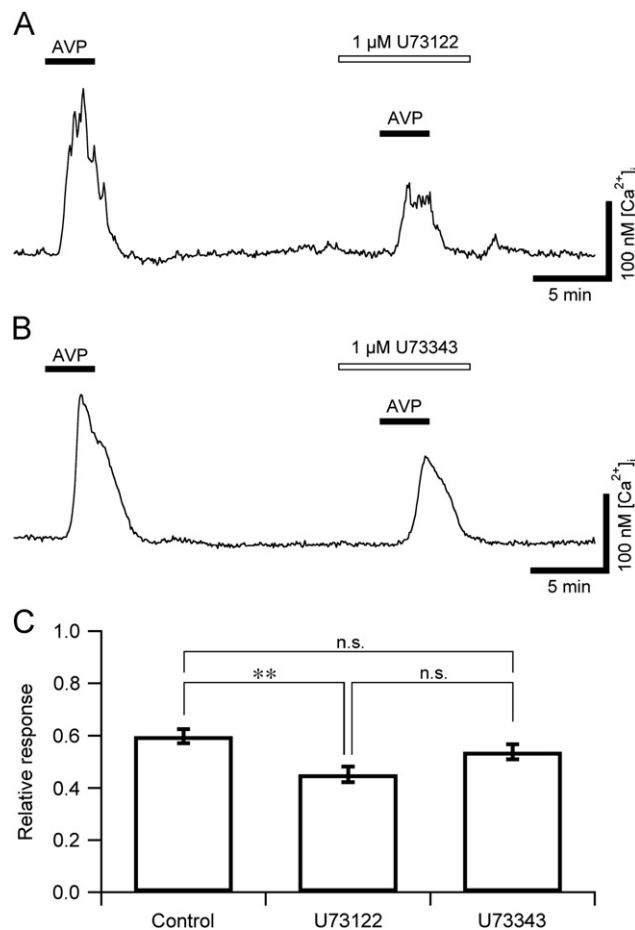 A
AVP
1 µM U73122
AVP
100 nM [Ca²⁺]ᵢ
5 min
B
AVP
1 µM U73343
AVP
100 nM [Ca²⁺]ᵢ
5 min
C
1.0
0.8
0.6
0.4
0.2
0.0
Relative response
n.s.
**
n.s.
Control
U73122
U73343